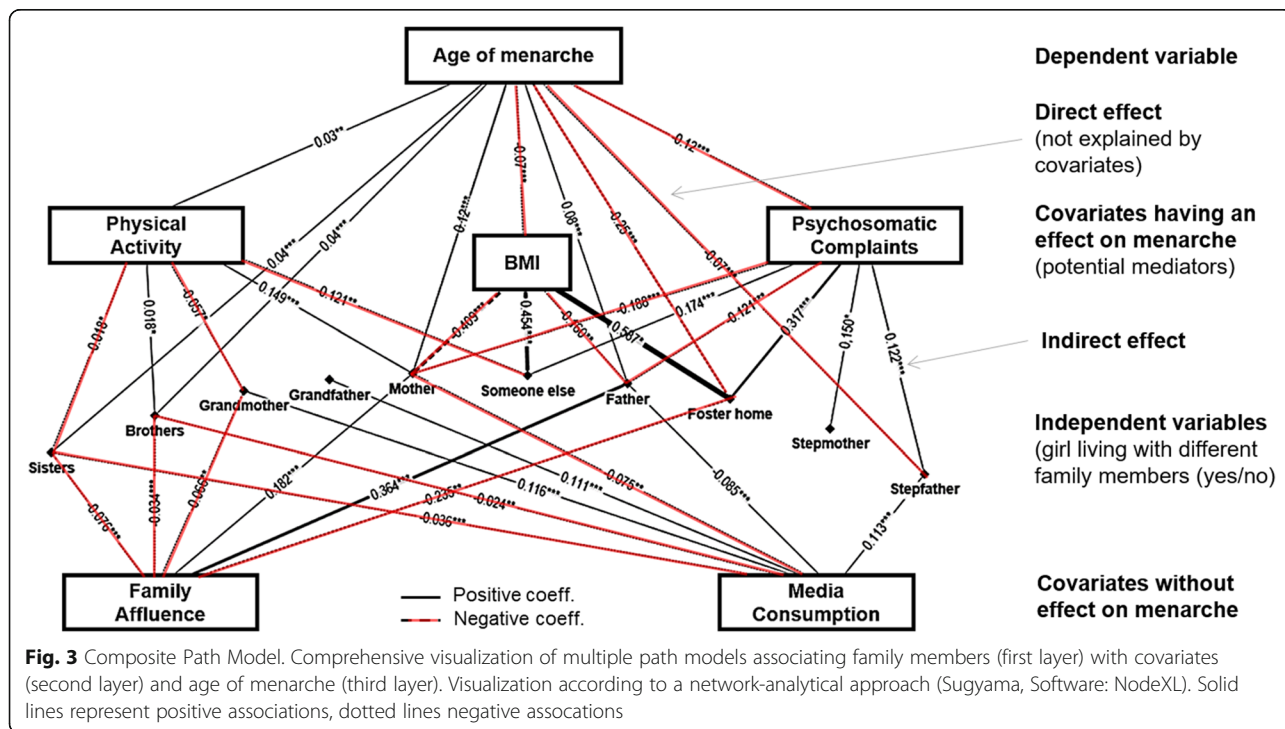 Age of menarche
Dependent variable
Direct effect
(not explained by
covariates)
0.03**
0.12***
0.07***
0.04***
0.04***
0.12***
0.08***
0.25***
Physical
Activity
BMI
Psychosomatic
Complaints
Covariates having an
effect on menarche
(potential mediators)
0.018*
0.018*
-0.057*
0.149***
0.121**
0.409***
0.454***
-0.160**
0.567*
-0.188***
0.174***
-0.121**
0.317***
0,150*
0.122***
Indirect effect
Sisters
Brothers
Grandmother
Grandfather
Mother
Someone else
Father
Foster home
Stepmother
Stepfather
Independent variables
(girl living with different
family members (yes/no)
-0.076***
0.034***
0.068**
0.182***
0.364**
-0.235**
-0.036***
-0.024**
0.116***
0.111***
0.075**
-0.085***
0.113***
Family
Affluence
Positive coeff.
Negative coeff.
Media
Consumption
Covariates without
effect on menarche
Fig. 3 Composite Path Model. Comprehensive visualization of multiple path models associating family members (first layer) with covariates
(second layer) and age of menarche (third layer). Visualization according to a network-analytical approach (Sugyama, Software: NodeXL). Solid
lines represent positive associations, dotted lines negative assocations